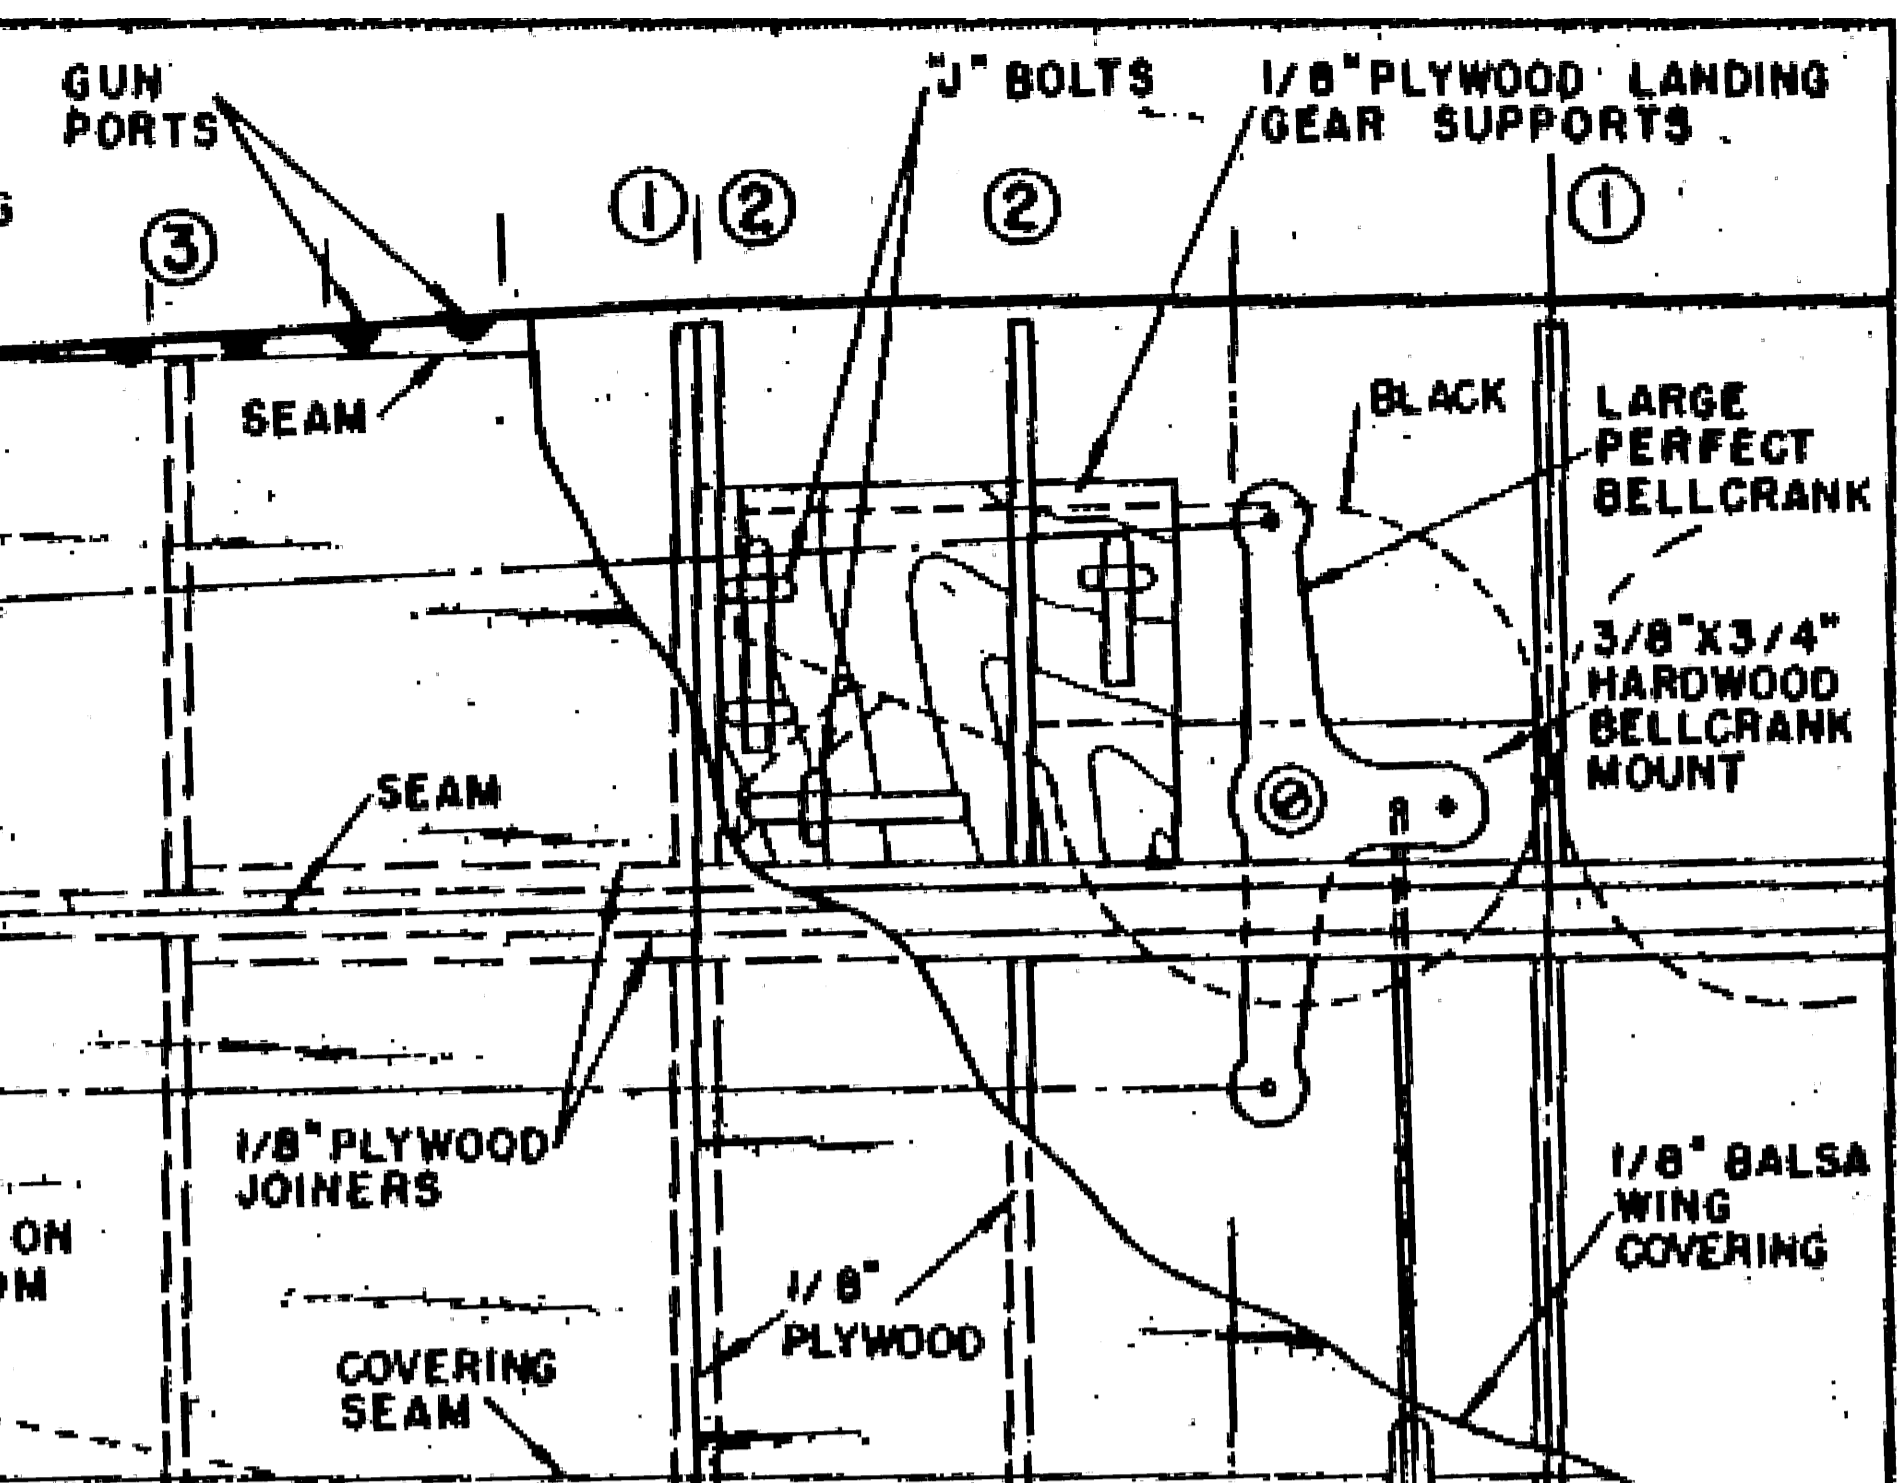 GUN
PORTS
"J" BOLTS
1/8" PLYWOOD LANDING
GEAR SUPPORTS
G
3
1
2
2
1
SEAM
BLACK
LARGE
PERFECT
BELLCRANK
3/8"X3/4"
HARDWOOD
BELLCRANK
MOUNT
SEAM
1/8" PLYWOOD
JOINERS
ON
OM
1/8"
PLYWOOD
1/8" BALSA
WING
COVERING
COVERING
SEAM